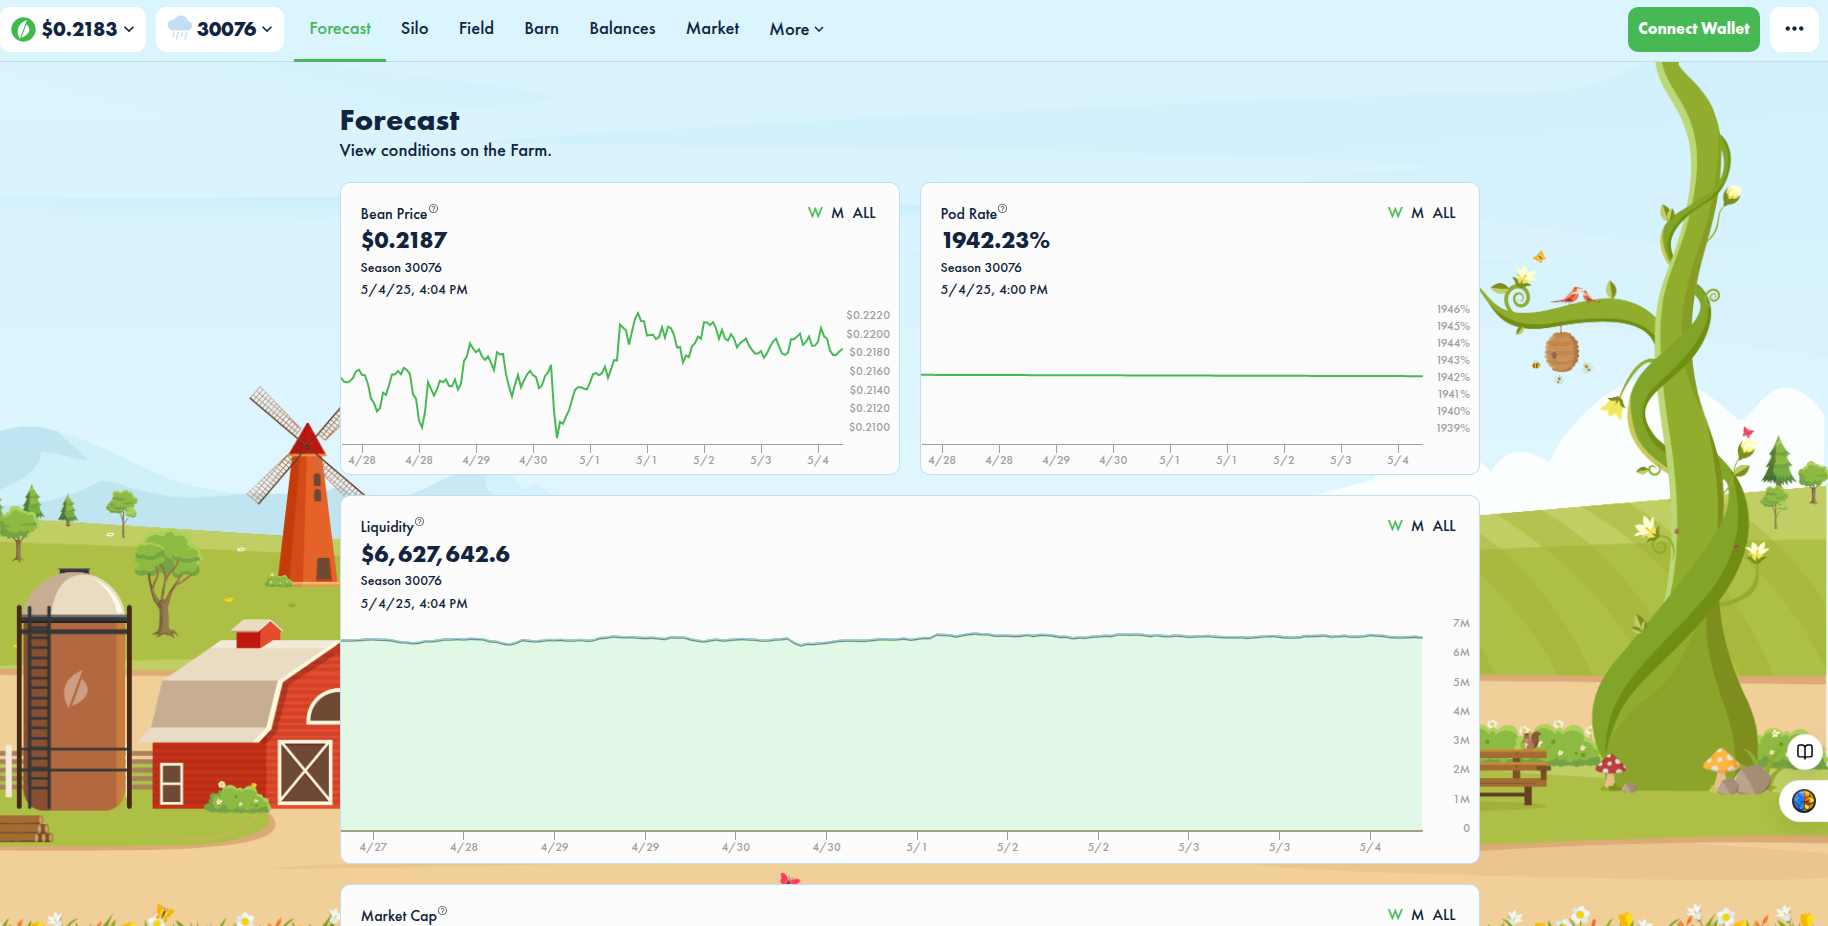 $0.2183
30076
Forecast
Silo
Field
Barn
Balances
Market
More
Connect Wallet
Forecast
View conditions on the Farm.
Bean Price
W M ALL
$0.2187
Season 30076
5/4/25, 4:04 PM
$0.2220
$0.2200
$0.2180
$0.2160
$0.2140
$0.2120
$0.2100
4/28 4/28 4/29 4/30 5/1 5/1 5/2 5/3 5/4
Pod Rate
W M ALL
1942.23%
Season 30076
5/4/25, 4:00 PM
1946%
1945%
1944%
1943%
1942%
1941%
1940%
1939%
4/28 4/28 4/29 4/30 5/1 5/1 5/2 5/3 5/4
Liquidity
W M ALL
$6,627,642.6
Season 30076
5/4/25, 4:04 PM
7M
6M
5M
4M
3M
2M
1M
0
4/27 4/28 4/29 4/29 4/30 4/30 5/1 5/2 5/2 5/3 5/3 5/4
Market Cap
W M ALL